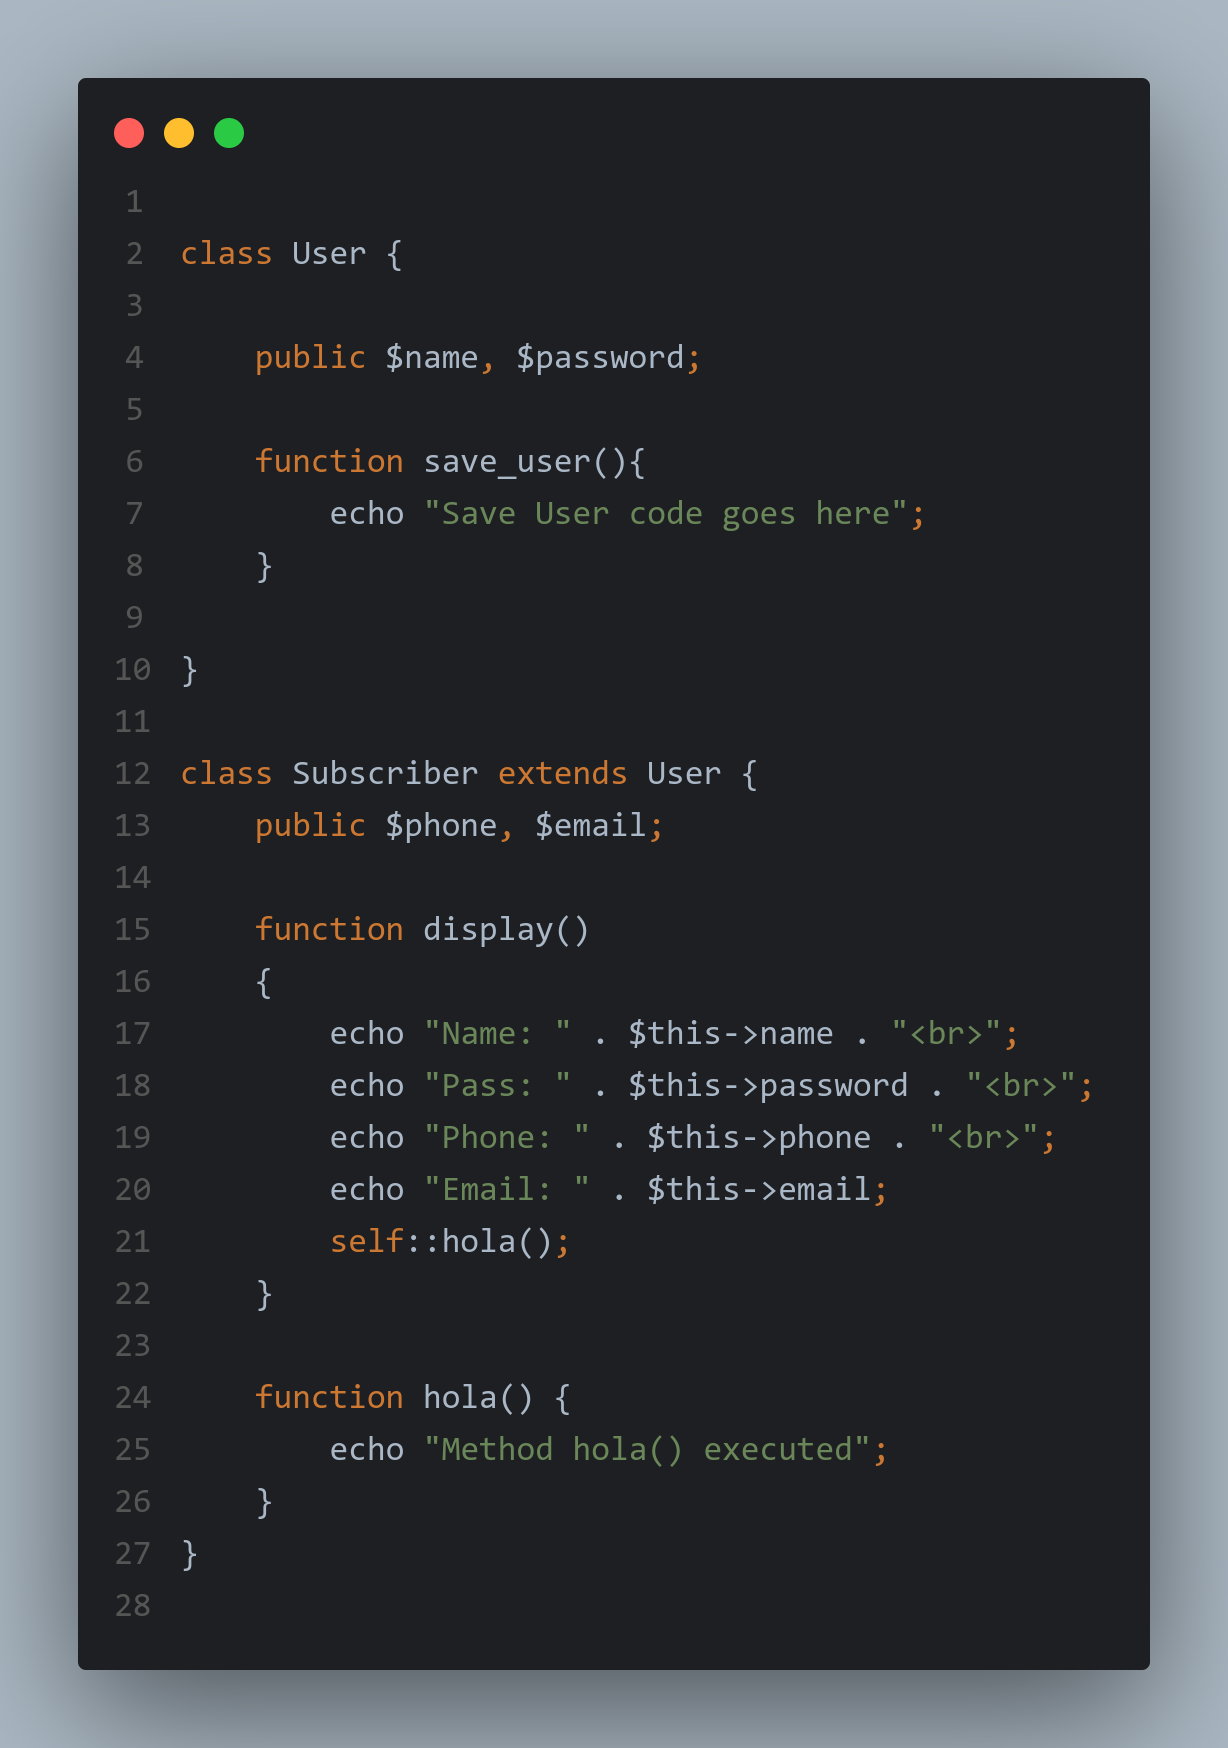 1
2 class User {
3
4     public $name, $password;
5
6     function save_user(){
7         echo "Save User code goes here";
8     }
9
10 }
11
12 class Subscriber extends User {
13     public $phone, $email;
14
15     function display()
16     {
17         echo "Name: " . $this->name . "<br>";
18         echo "Pass: " . $this->password . "<br>";
19         echo "Phone: " . $this->phone . "<br>";
20         echo "Email: " . $this->email;
21         self::hola();
22     }
23
24     function hola() {
25         echo "Method hola() executed";
26     }
27 }
28